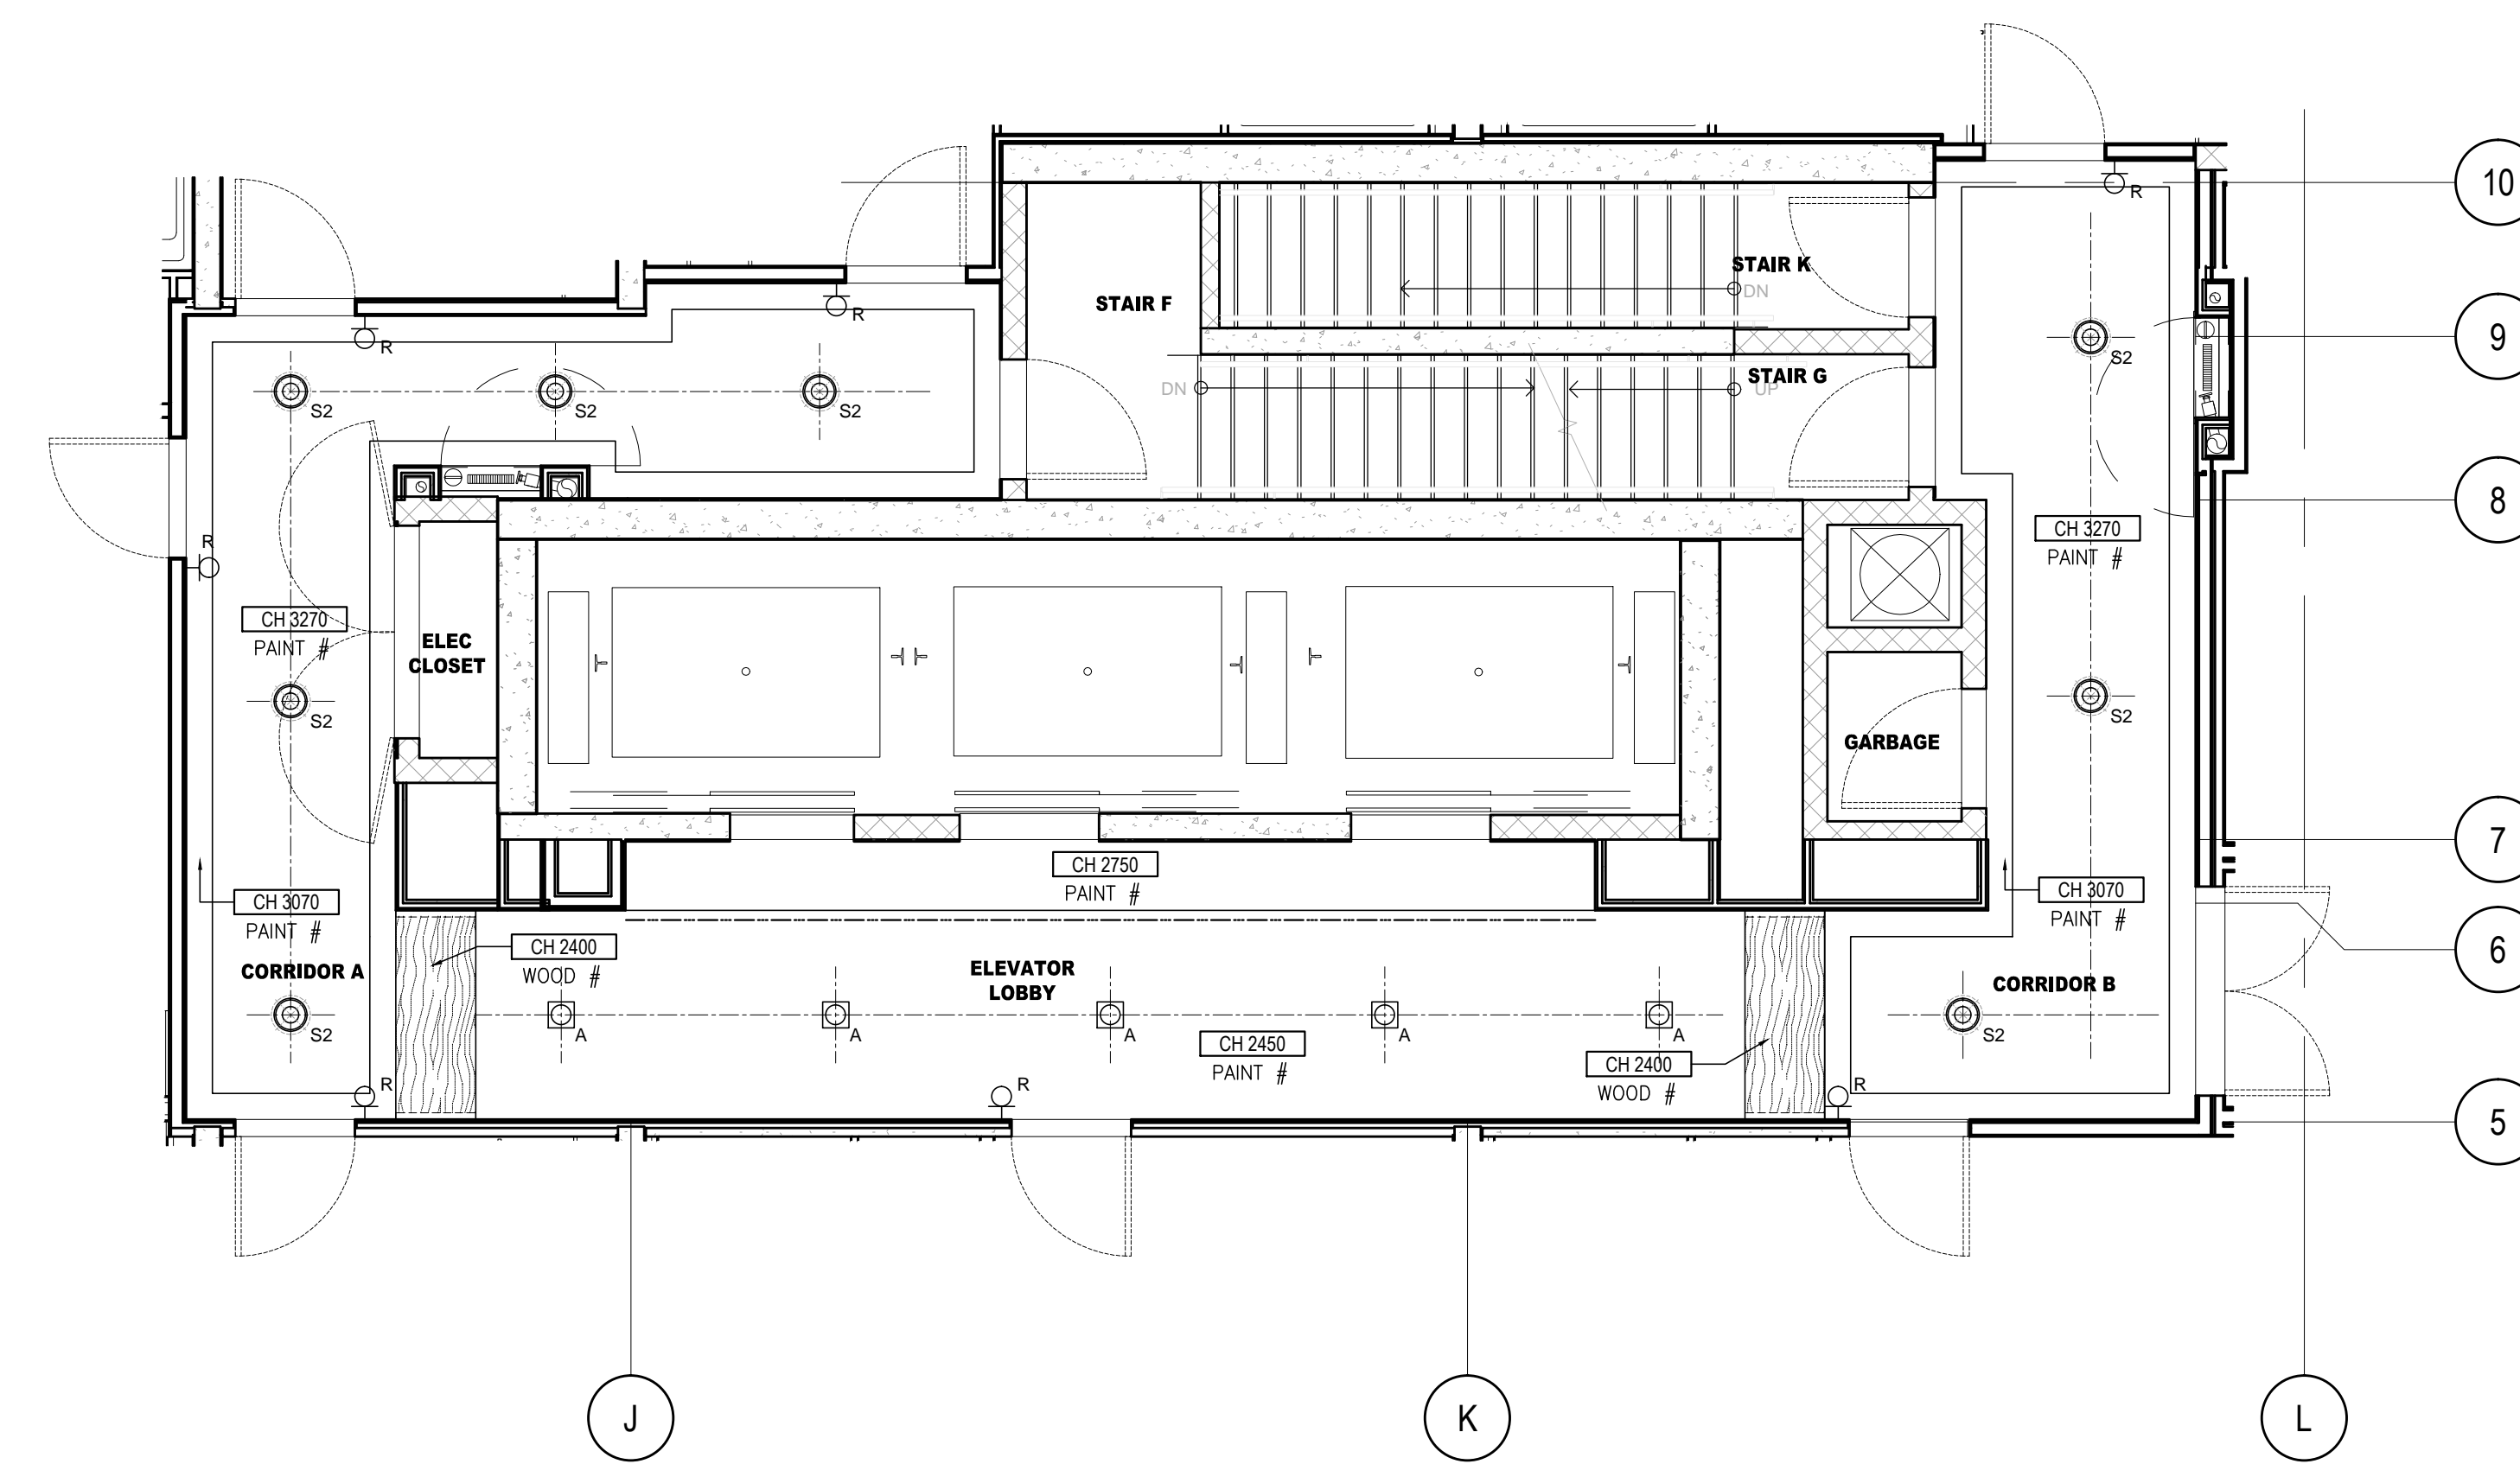 10
R
STAIR K
DN
STAIR F
R
R
9
S2
STAIR G
DN
UP
S2
S2
S2
8
CH 3270
PAINT #
R
CH 3270
PAINT #
ELEC
CLOSET
S2
S2
GARBAGE
7
CH 2750
PAINT #
CH 3070
PAINT #
CH 3070
PAINT #
6
CH 2400
WOOD #
CORRIDOR A
ELEVATOR
LOBBY
CORRIDOR B
S2
A
A
A
A
A
S2
CH 2450
PAINT #
CH 2400
WOOD #
R
R
R
5
J
K
L